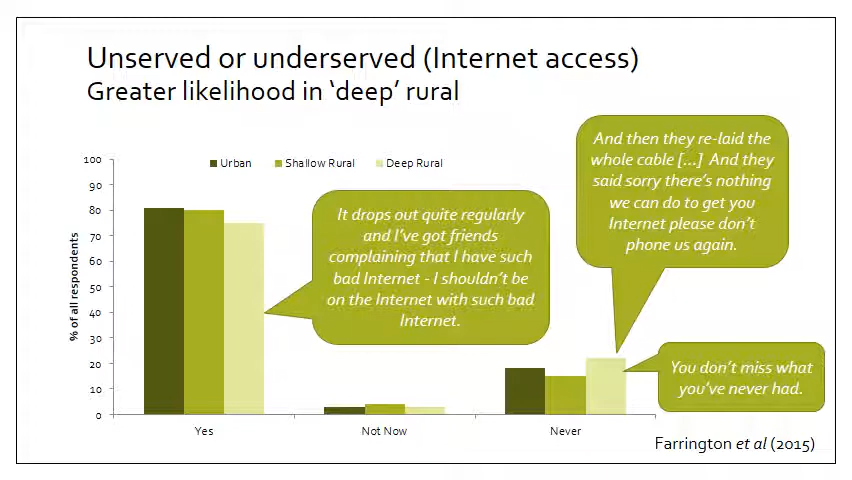 Unserved or underserved (Internet access)
Greater likelihood in ‘deep’ rural
And then they re-laid the
whole cable [...] And they
said sorry there’s nothing
we can do to get you
Internet please don’t
phone us again.
Urban
Shallow Rural
Deep Rural
It drops out quite regularly
and I’ve got friends
complaining that I have such
bad Internet - I shouldn’t be
on the Internet with such bad
Internet.
You don’t miss what
you’ve never had.
% of all respondents
100
90
80
70
60
50
40
30
20
10
0
Yes
Not Now
Never
Farrington et al (2015)